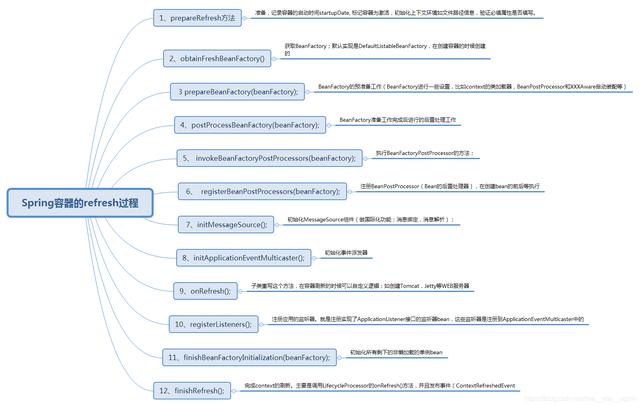 Spring容器的refresh过程
1、prepareRefresh方法
准备，记录容器的启动时间startupDate, 标记容器为激活，初始化上下文环境如文件路径信息，验证必填属性是否填写。
2、obtainFreshBeanFactory()
获取BeanFactory；默认实现是DefaultListableBeanFactory，在创建容器的时候创建
的
3 prepareBeanFactory(beanFactory);
BeanFactory的预准备工作（BeanFactory进行一些设置，比如context的类加载器，BeanPostProcessor和XXXAware自动装配等）
4、postProcessBeanFactory(beanFactory);
BeanFactory准备工作完成后进行的后置处理工作
5、 invokeBeanFactoryPostProcessors(beanFactory);
执行BeanFactoryPostProcessor的方法；
6、 registerBeanPostProcessors(beanFactory);
注册BeanPostProcessor（Bean的后置处理器），在创建bean的前后等执行
7、initMessageSource();
初始化MessageSource组件（做国际化功能；消息绑定，消息解析）；
8、initApplicationEventMulticaster();
初始化事件派发器
9、onRefresh();
子类重写这个方法，在容器刷新的时候可以自定义逻辑；如创建Tomcat，Jetty等WEB服务器
10、registerListeners();
注册应用的监听器。就是注册实现了ApplicationListener接口的监听器bean，这些监听器是注册到ApplicationEventMulticaster中的
11、finishBeanFactoryInitialization(beanFactory);
初始化所有剩下的非懒加载的单例bean
12、finishRefresh();
完成context的刷新。主要是调用LifecycleProcessor的onRefresh()方法，并且发布事件（ContextRefreshedEvent